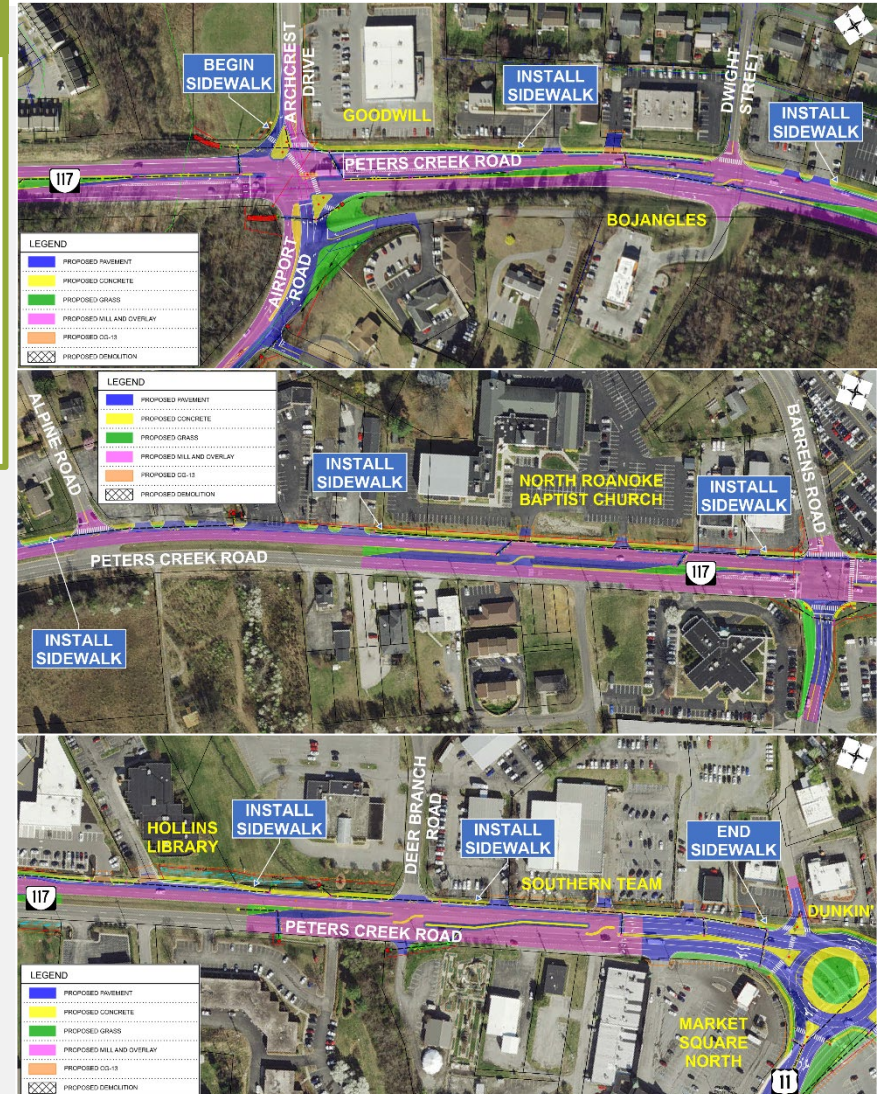 BEGIN
SIDEWALK
ARCHCREST
DRIVE
GOODWILL
INSTALL
SIDEWALK
DWIGHT
STREET
INSTALL
SIDEWALK
117
PETERS CREEK ROAD
BOJANGLES
AIRPORT
ROAD
LEGEND
PROPOSED PAVEMENT
PROPOSED CONCRETE
PROPOSED GRASS
PROPOSED MILL AND OVERLAY
PROPOSED CG-13
PROPOSED DEMOLITION
ALPINE ROAD
LEGEND
PROPOSED PAVEMENT
PROPOSED CONCRETE
PROPOSED GRASS
PROPOSED MILL AND OVERLAY
PROPOSED CG-13
PROPOSED DEMOLITION
INSTALL
SIDEWALK
NORTH ROANOKE
BAPTIST CHURCH
INSTALL
SIDEWALK
BARRENS ROAD
PETERS CREEK ROAD
117
INSTALL
SIDEWALK
HOLLINS
LIBRARY
INSTALL
SIDEWALK
DEER BRANCH
ROAD
INSTALL
SIDEWALK
SOUTHERN TEAM
END
SIDEWALK
DUNKIN'
117
PETERS CREEK ROAD
MARKET
SQUARE
NORTH
11
LEGEND
PROPOSED PAVEMENT
PROPOSED CONCRETE
PROPOSED GRASS
PROPOSED MILL AND OVERLAY
PROPOSED CG-13
PROPOSED DEMOLITION